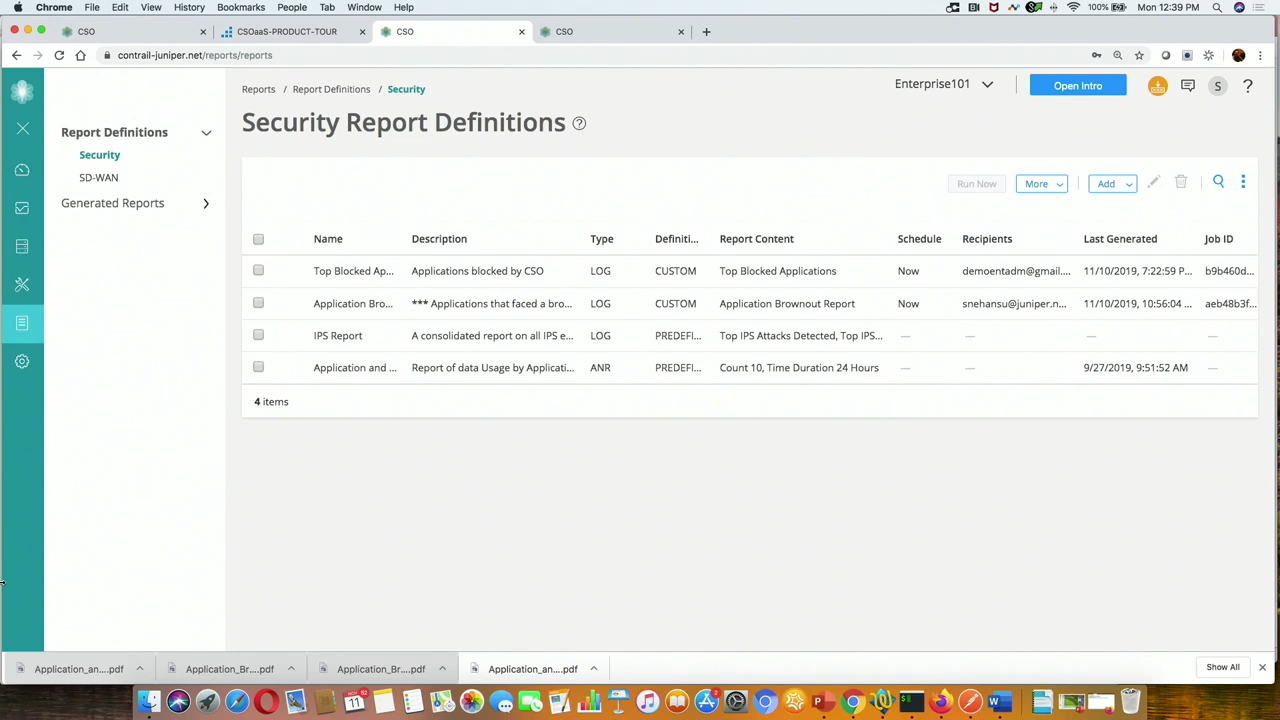 Chrome File Edit View History Bookmarks People Tab Window Help 100% Mon 12:39 PM
CSO CSOaaS-PRODUCT-TOUR CSO CSO
contrail-juniper.net/reports/reports
Reports / Report Definitions / Security
Enterprise101 Open Intro S ?
Security Report Definitions ?
Report Definitions
Security
SD-WAN
Generated Reports
Run Now More Add
Name Description Type Definiti... Report Content Schedule Recipients Last Generated Job ID
Top Blocked Ap... Applications blocked by CSO LOG CUSTOM Top Blocked Applications Now demoentadm@gmail.... 11/10/2019, 7:22:59 P... b9b460d...
Application Bro... *** Applications that faced a bro... LOG CUSTOM Application Brownout Report Now snehansu@juniper.n... 11/10/2019, 10:56:04 ... aeb48b3f...
IPS Report A consolidated report on all IPS e... LOG PREDEFI... Top IPS Attacks Detected, Top IPS... — — — —
Application and ... Report of data Usage by Applicati... ANR PREDEFI... Count 10, Time Duration 24 Hours — — 9/27/2019, 9:51:52 AM —
4 items
Application_an....pdf Application_Br....pdf Application_Br....pdf Application_an....pdf Show All